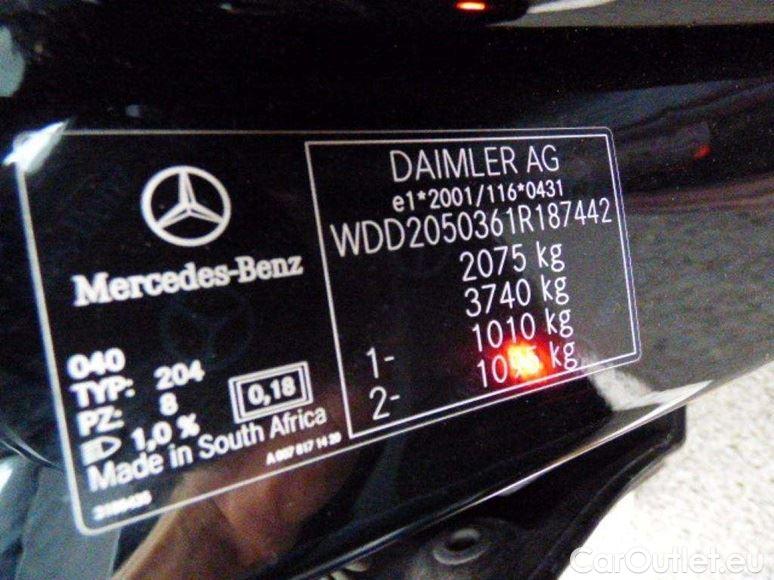 DAIMLER AG
e1*2001/116*0431
WDD2050361R187442
2075 kg
3740 kg
1- 1010 kg
2- kg
Mercedes-Benz
040
TYP: 204
PZ: 8
1,0 %
0,18
Made in South Africa
CarOutlet.eu